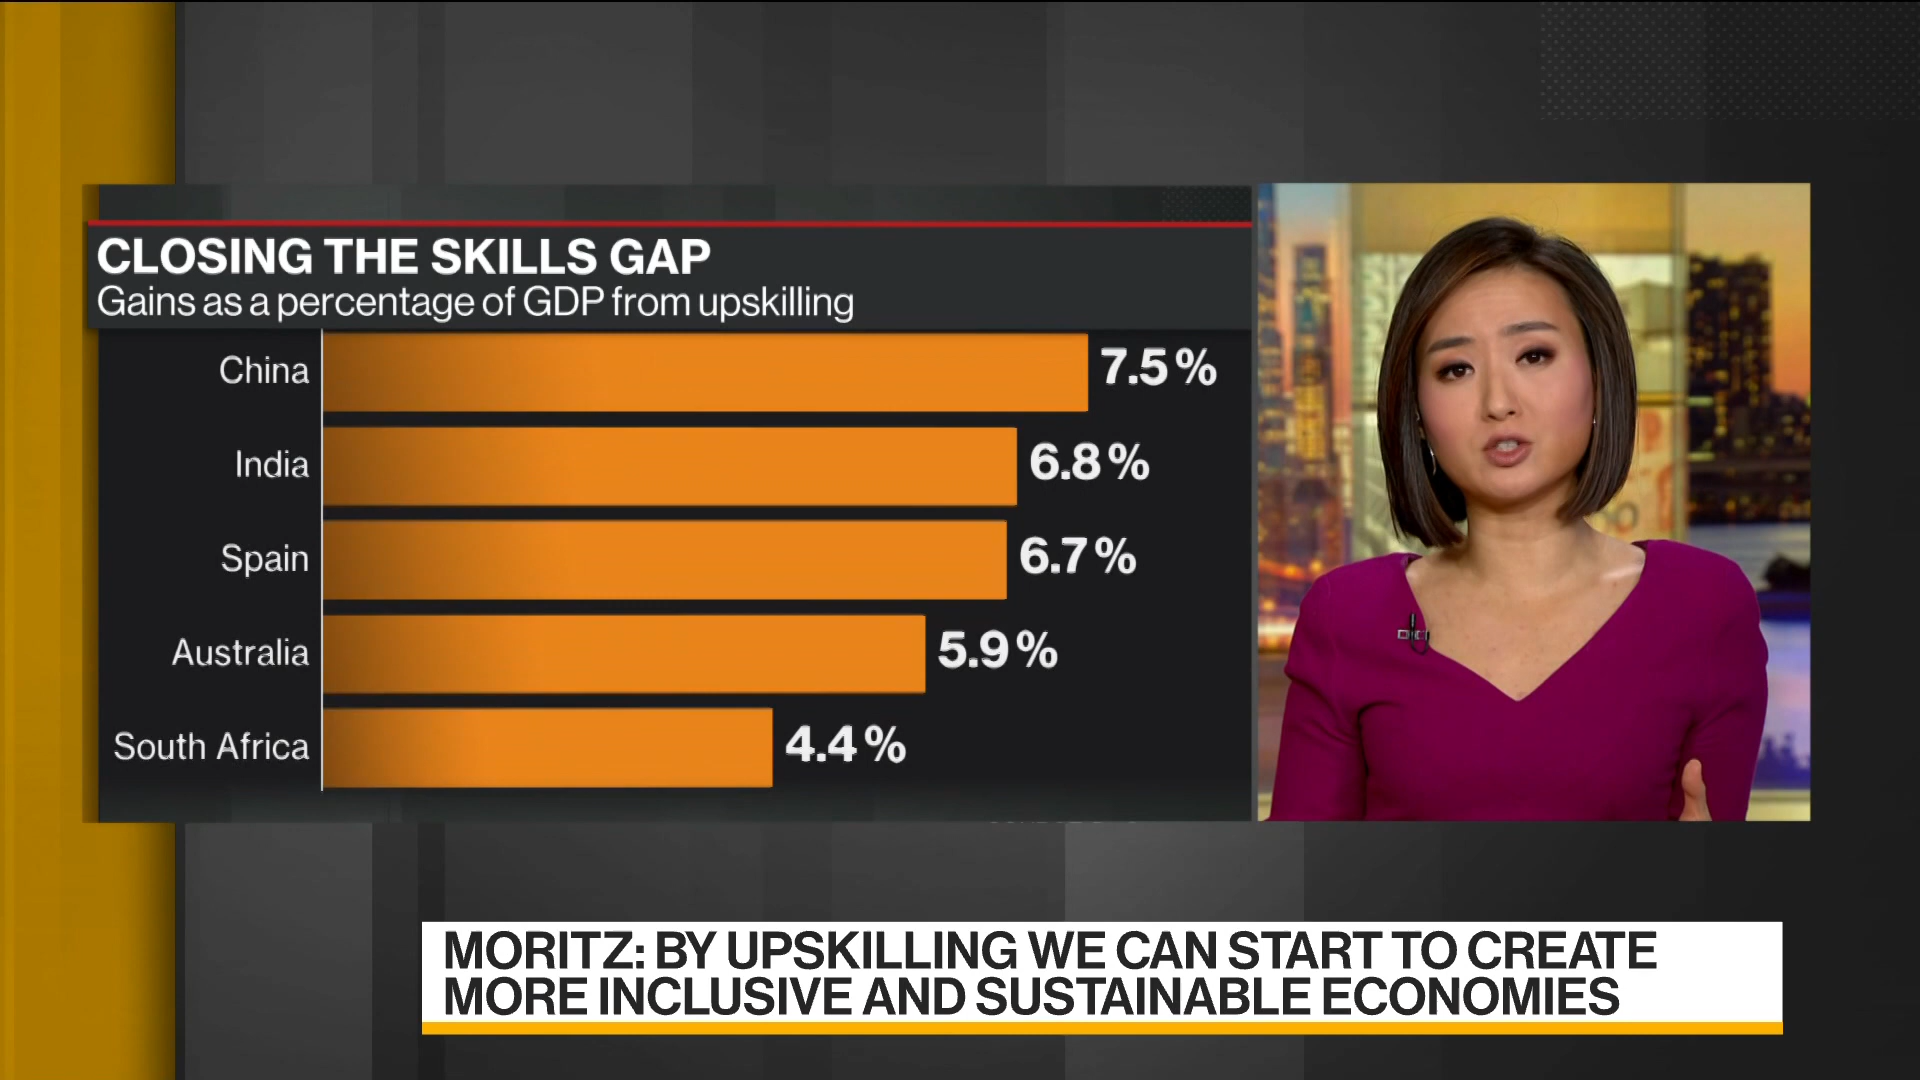 CLOSING THE SKILLS GAP
Gains as a percentage of GDP from upskilling
China 7.5%
India 6.8%
Spain 6.7%
Australia 5.9%
South Africa 4.4%
MORITZ: BY UPSKILLING WE CAN START TO CREATE
MORE INCLUSIVE AND SUSTAINABLE ECONOMIES